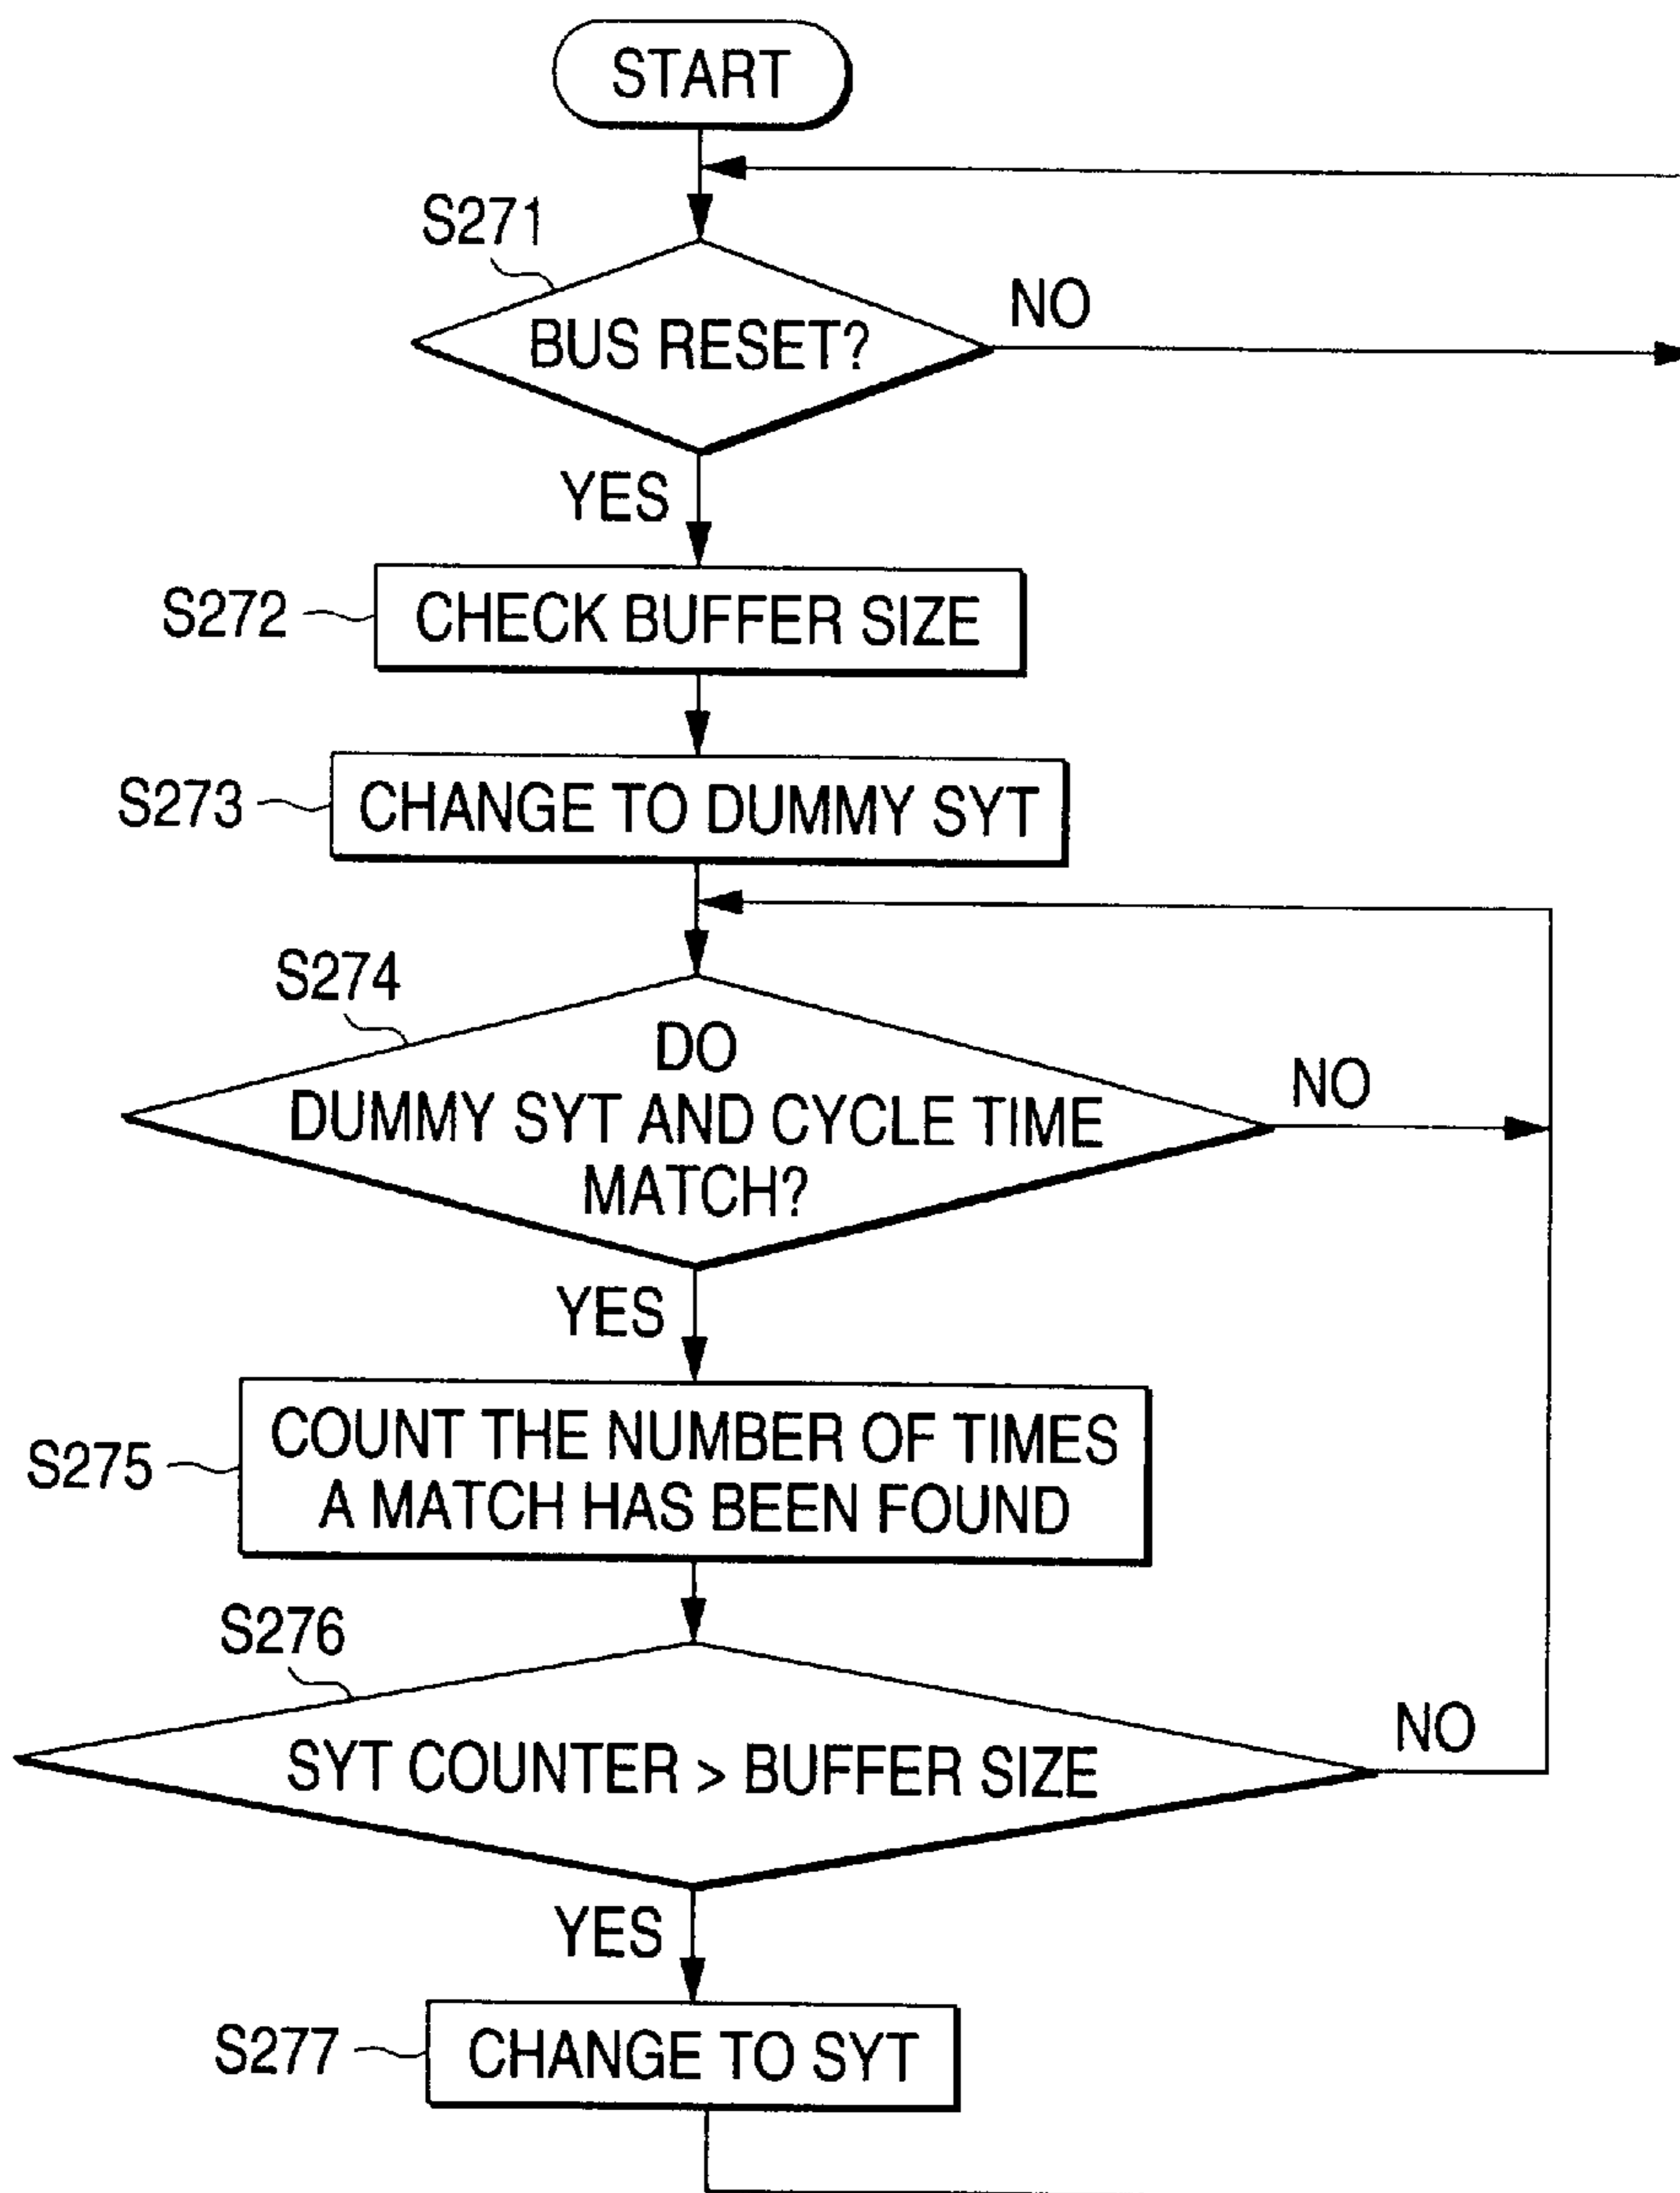 START
S271
BUS RESET?
NO
YES
S272
CHECK BUFFER SIZE
S273
CHANGE TO DUMMY SYT
S274
DO
DUMMY SYT AND CYCLE TIME
MATCH?
NO
YES
S275
COUNT THE NUMBER OF TIMES
A MATCH HAS BEEN FOUND
S276
SYT COUNTER > BUFFER SIZE
NO
YES
S277
CHANGE TO SYT